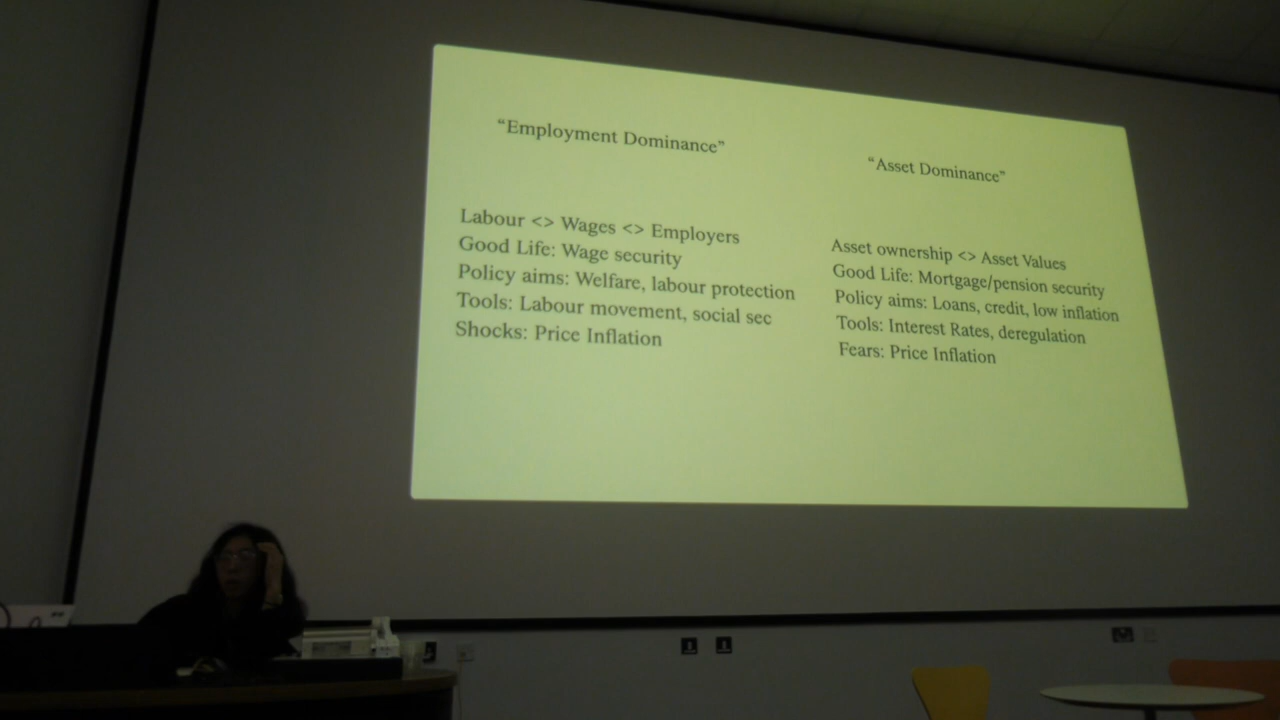 “Employment Dominance”
Labour <> Wages <> Employers
Good Life: Wage security
Policy aims: Welfare, labour protection
Tools: Labour movement, social sec
Shocks: Price Inflation
“Asset Dominance”
Asset ownership <> Asset Values
Good Life: Mortgage/pension security
Policy aims: Loans, credit, low inflation
Tools: Interest Rates, deregulation
Fears: Price Inflation